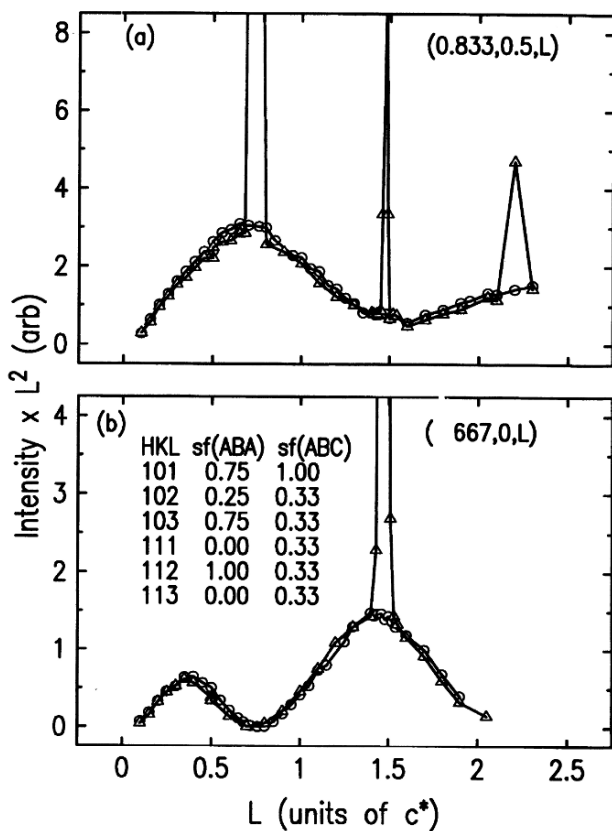 (a)
(0.833,0.5,L)
8
6
4
2
0
Intensity x L² (arb)
(b)
( 667,0,L)
HKL sf(ABA) sf(ABC)
101 0.75 1.00
102 0.25 0.33
103 0.75 0.33
111 0.00 0.33
112 1.00 0.33
113 0.00 0.33
4
3
2
1
0
0 0.5 1 1.5 2 2.5
L (units of c*)